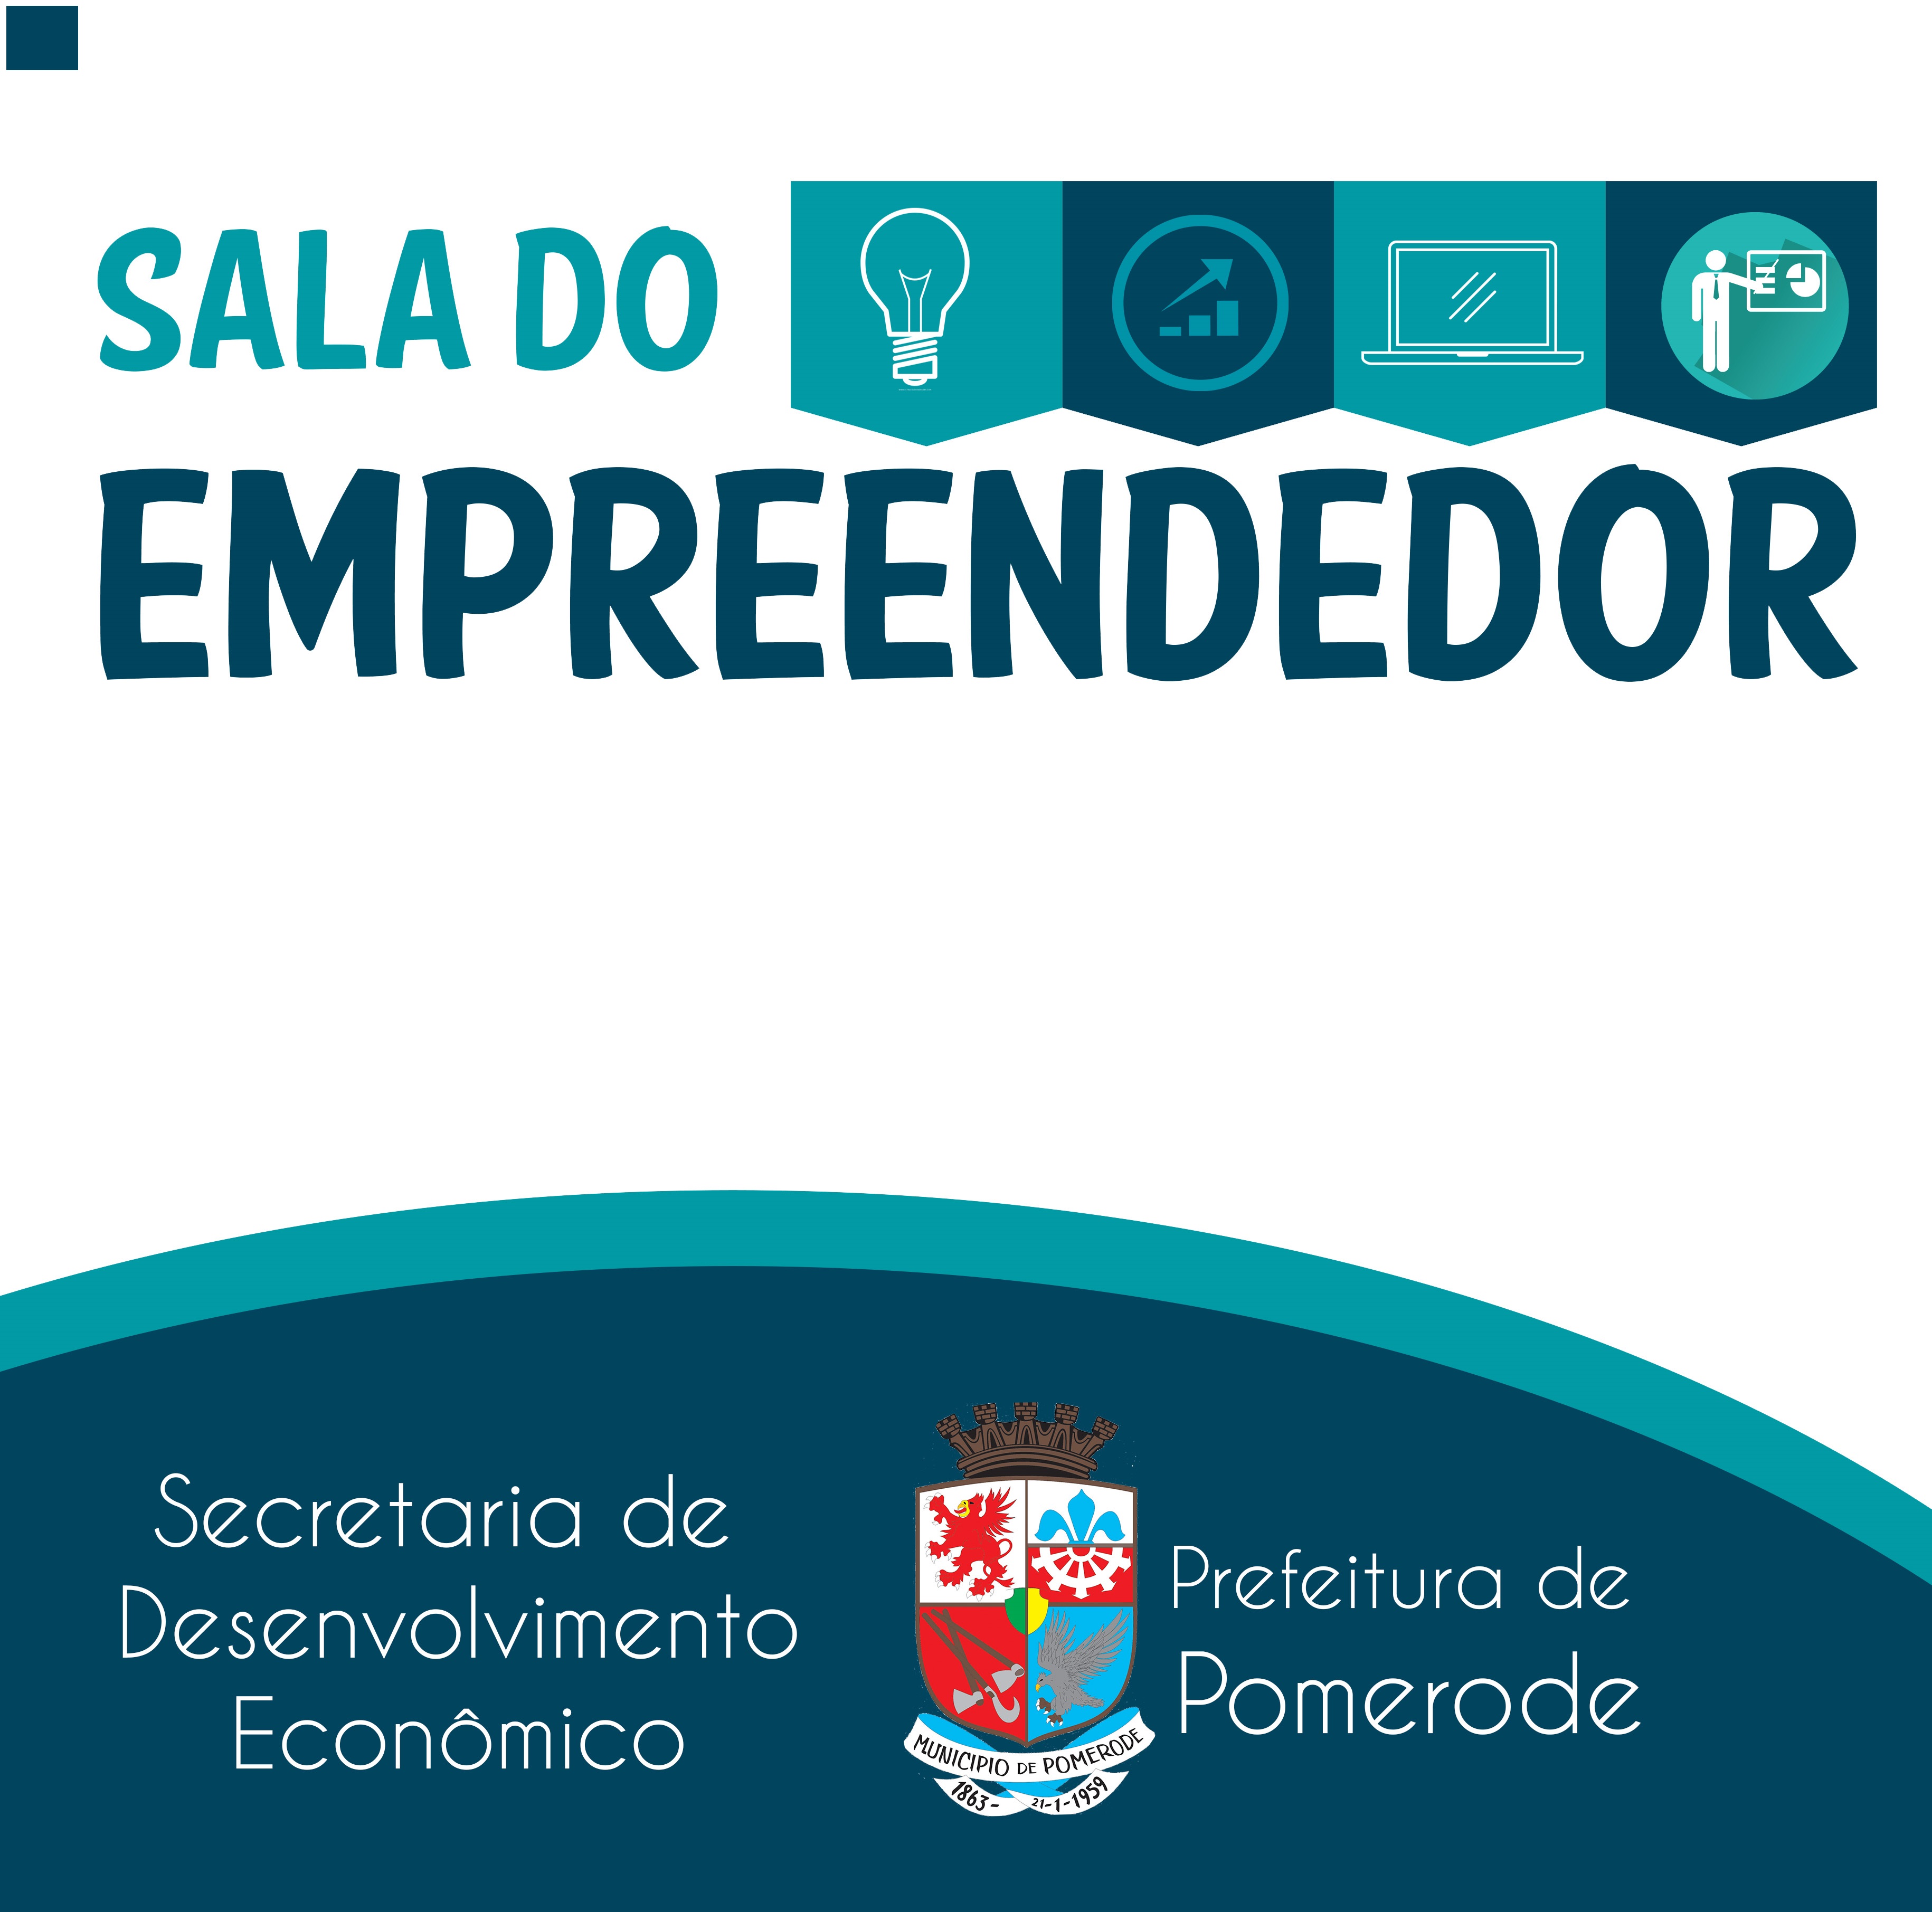 SALA DO
EMPREENDEDOR
Secretaria de
Desenvolvimento
Econômico
MUNICIPIO DE POMERODE
1863 -
21-1-1959
Prefeitura de
Pomerode